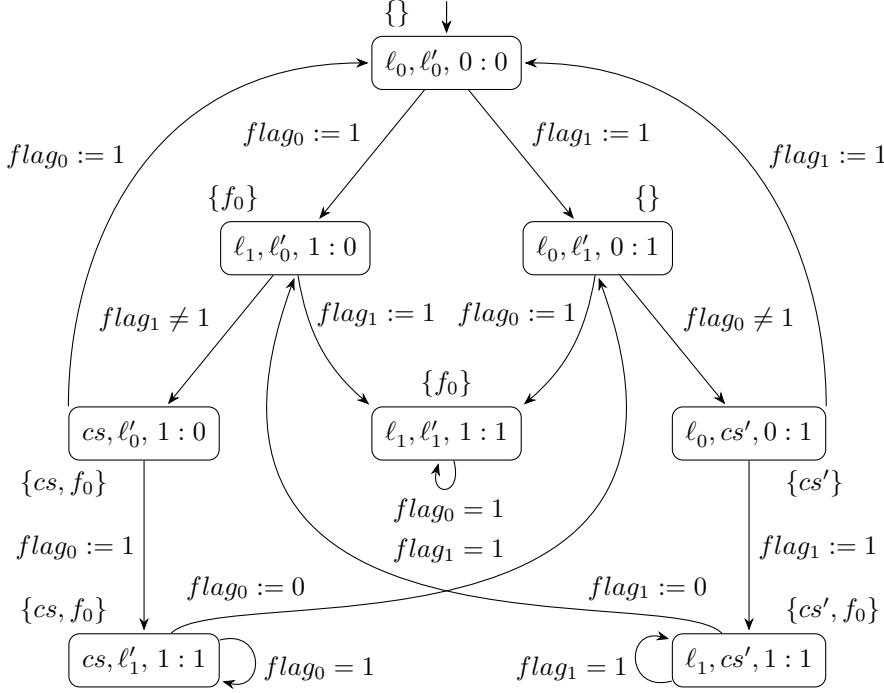 {}
ℓ₀, ℓ′₀, 0 : 0
flag₀ := 1
flag₀ := 1
flag₁ := 1
flag₁ := 1
{f₀}
{}
ℓ₁, ℓ′₀, 1 : 0
ℓ₀, ℓ′₁, 0 : 1
flag₁ ≠ 1
flag₁ := 1
flag₀ := 1
flag₀ ≠ 1
{f₀}
cs, ℓ′₀, 1 : 0
ℓ₁, ℓ′₁, 1 : 1
ℓ₀, cs′, 0 : 1
{cs, f₀}
{cs′}
flag₀ = 1
flag₁ = 1
flag₀ := 1
flag₁ := 1
flag₀ := 0
flag₁ := 0
{cs, f₀}
{cs′, f₀}
cs, ℓ′₁, 1 : 1
flag₀ = 1
flag₁ = 1
ℓ₁, cs′, 1 : 1